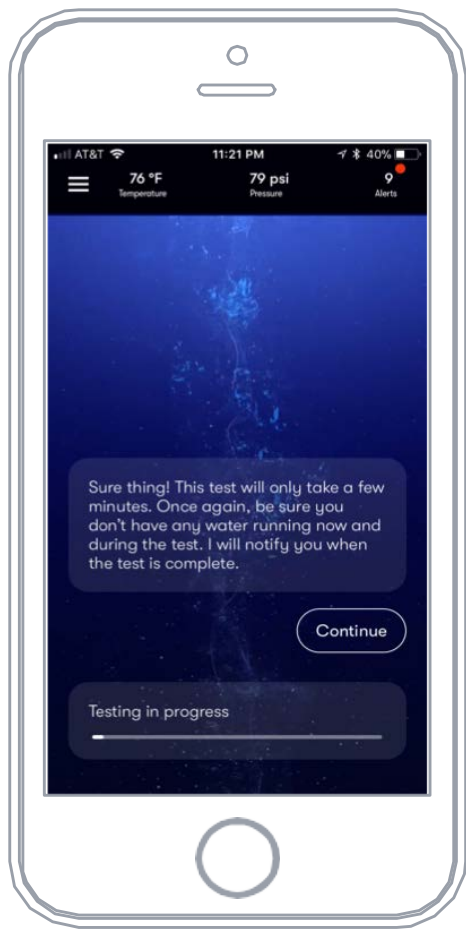 AT&T 11:21 PM 40%
76 °F 79 psi 9
Temperature Pressure Alerts
Sure thing! This test will only take a few
minutes. Once again, be sure you
don't have any water running now and
during the test. I will notify you when
the test is complete.
Continue
Testing in progress